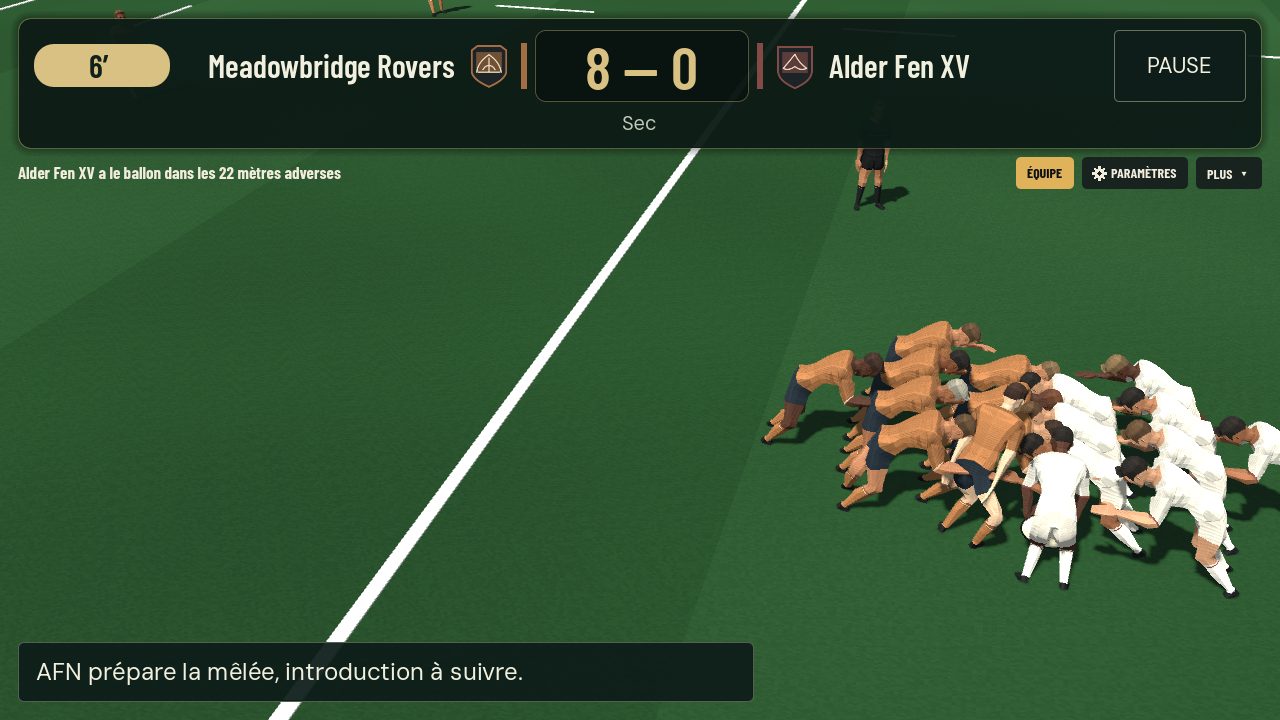 6′
Meadowbridge Rovers
8 – 0
Alder Fen XV
PAUSE
Sec
Alder Fen XV a le ballon dans les 22 mètres adverses
ÉQUIPE
PARAMÈTRES
PLUS ▼
AFN prépare la mêlée, introduction à suivre.